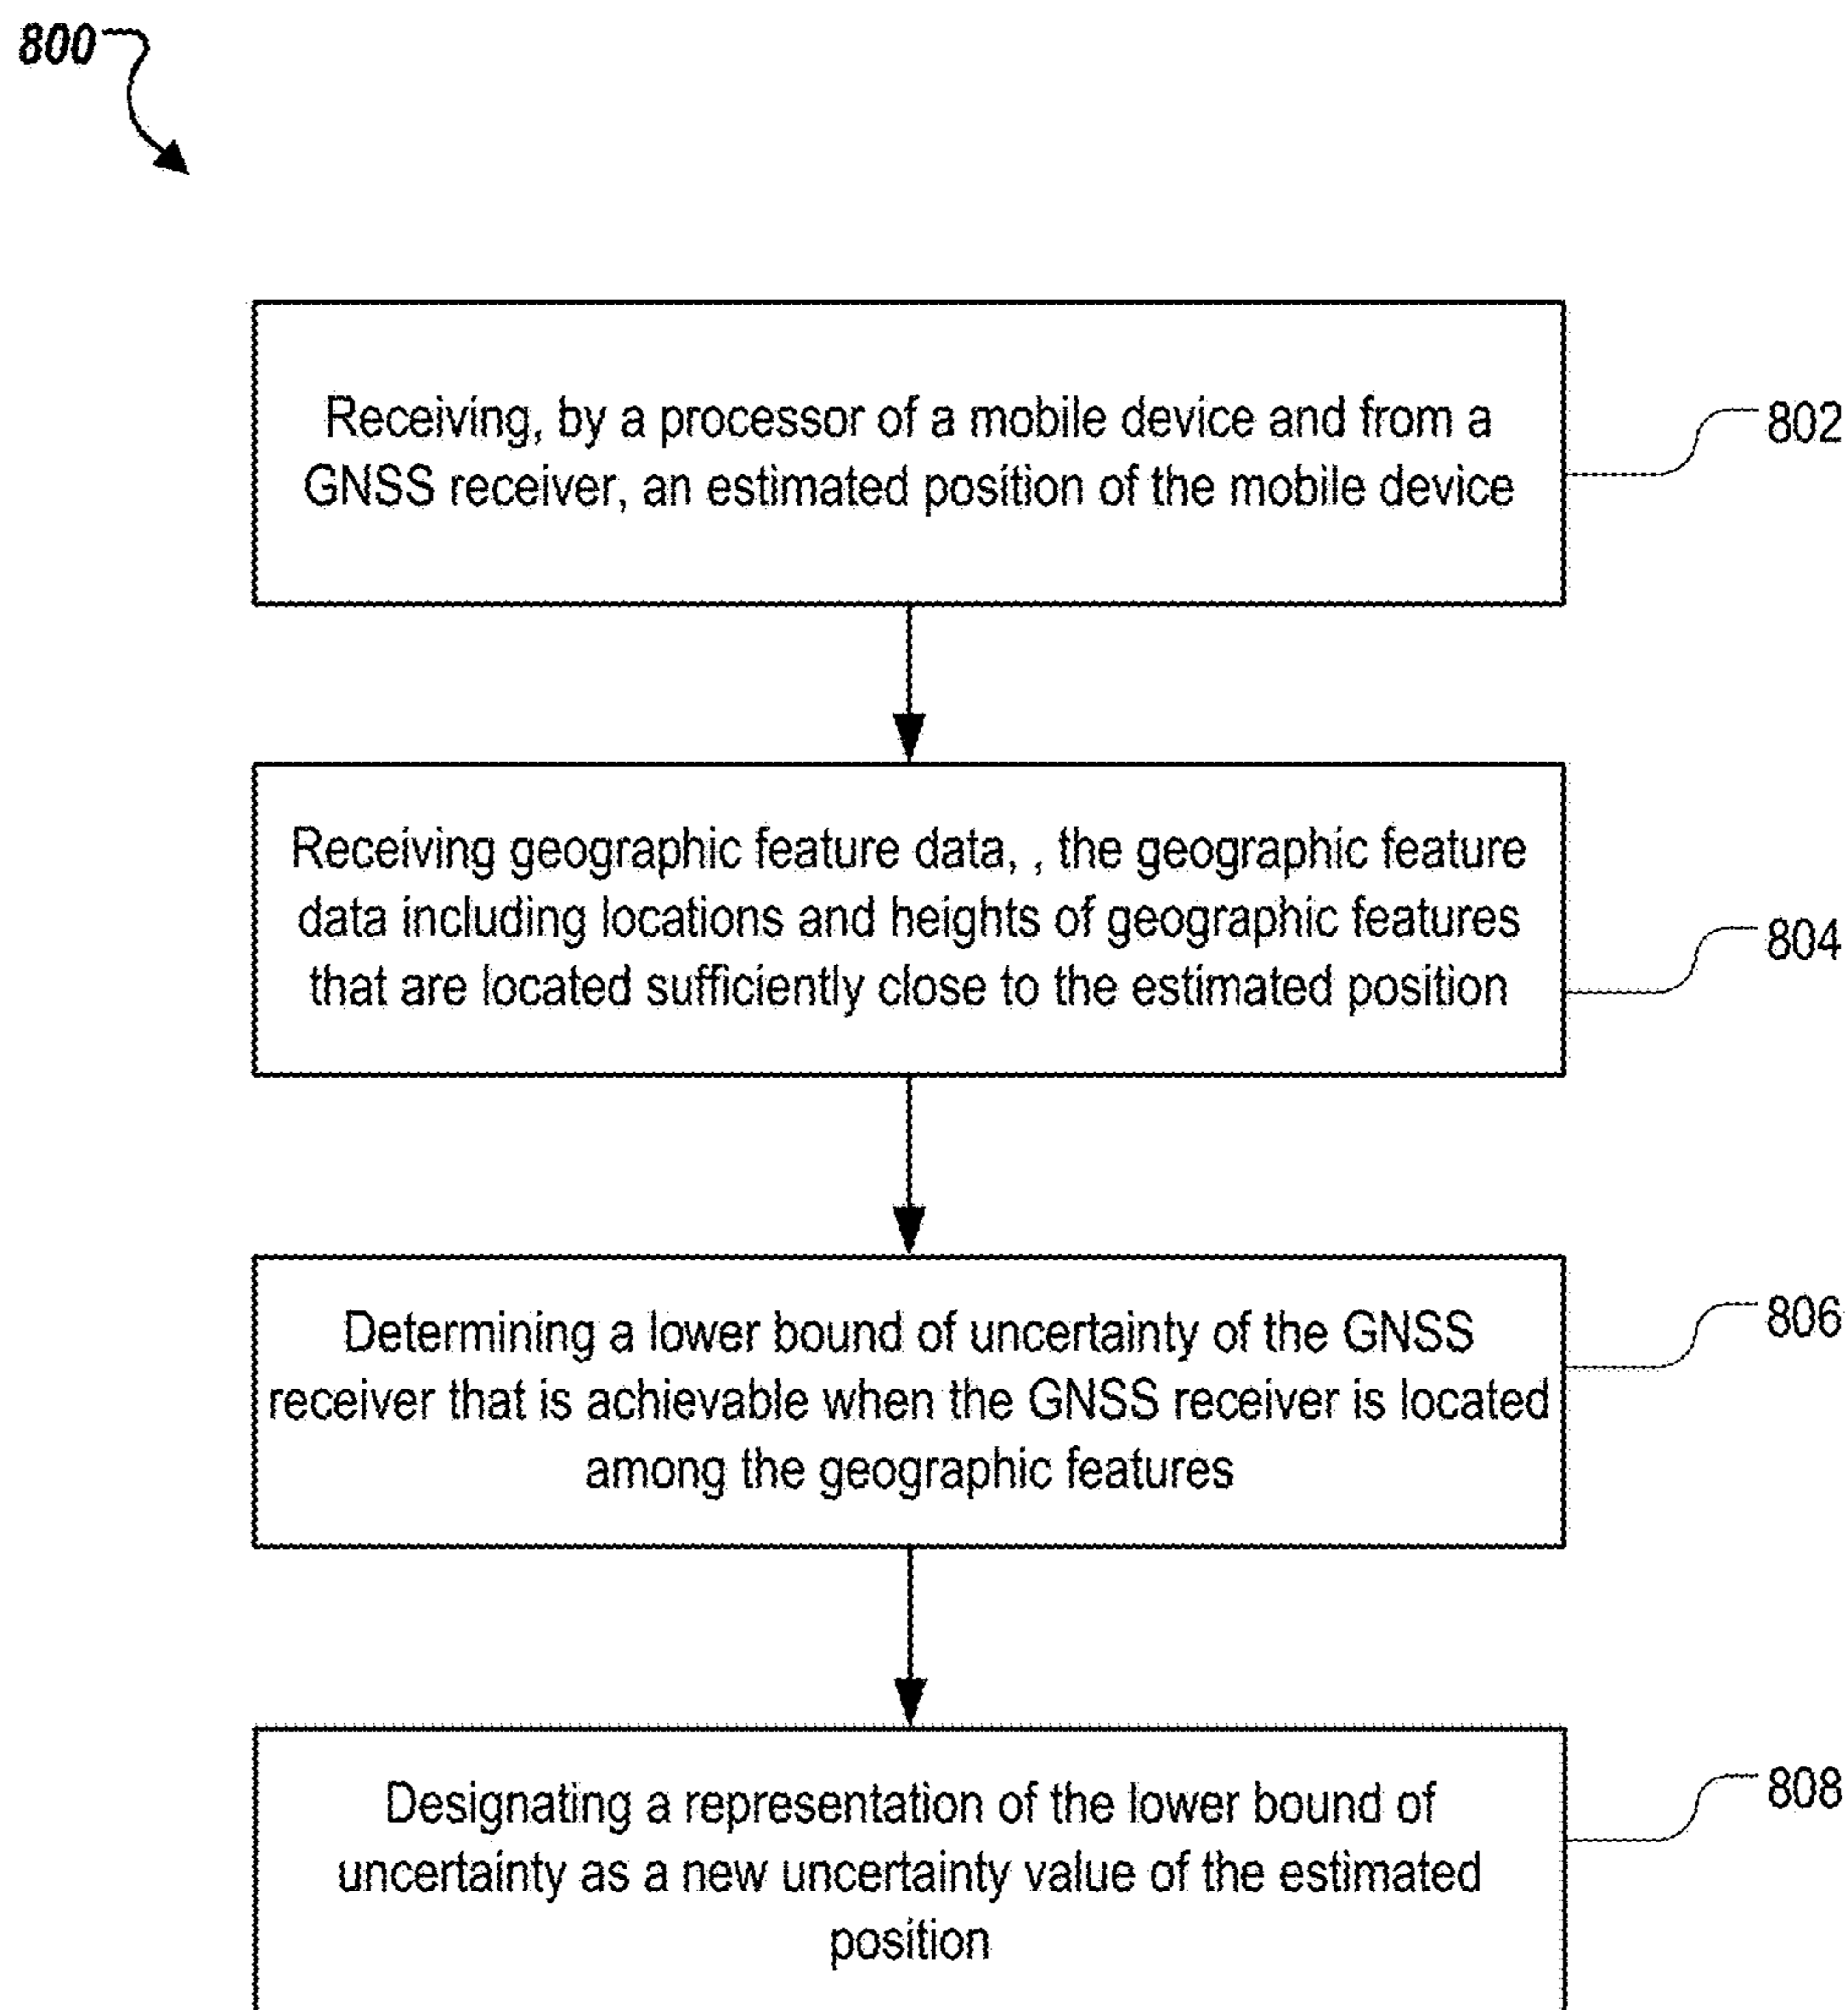 800
Receiving, by a processor of a mobile device and from a
GNSS receiver, an estimated position of the mobile device
802
Receiving geographic feature data, , the geographic feature
data including locations and heights of geographic features
that are located sufficiently close to the estimated position
804
Determining a lower bound of uncertainty of the GNSS
receiver that is achievable when the GNSS receiver is located
among the geographic features
806
Designating a representation of the lower bound of
uncertainty as a new uncertainty value of the estimated
position
808